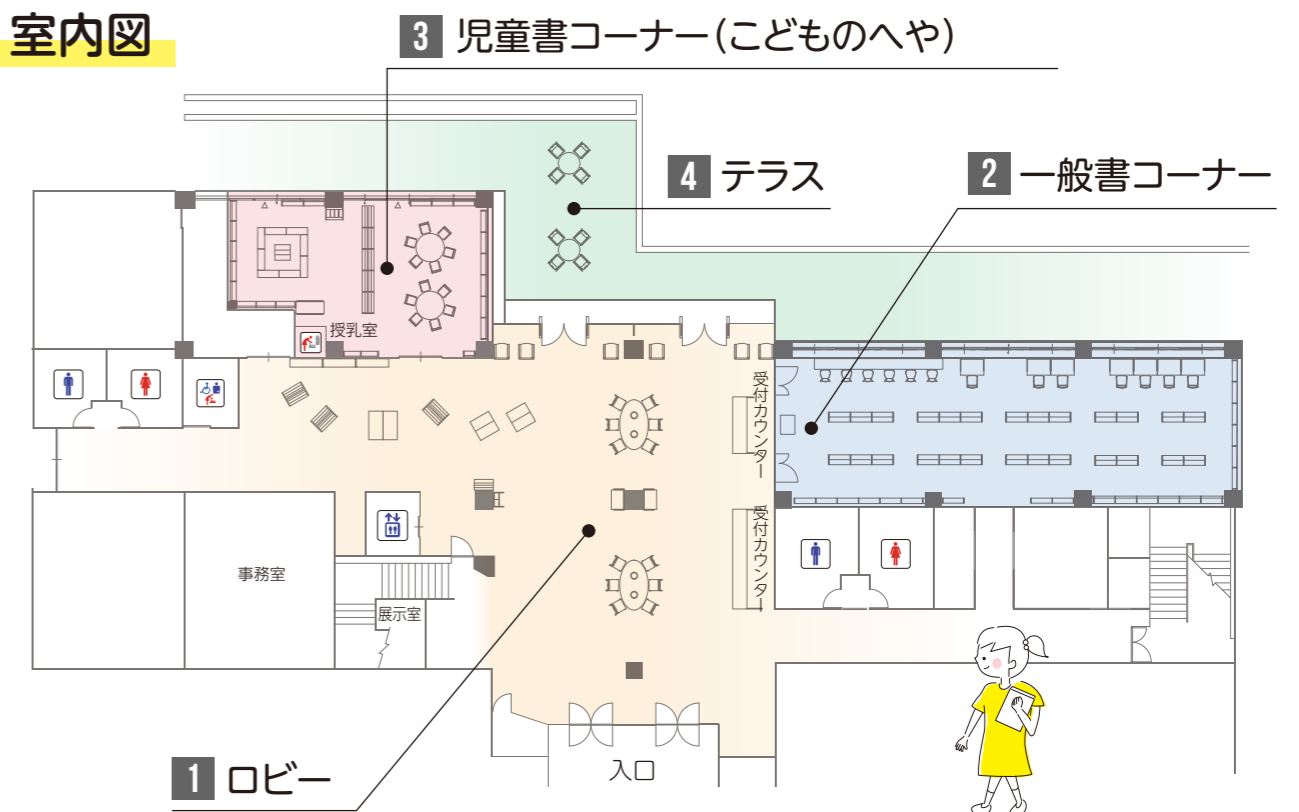 室内図
3 児童書コーナー(こどものへや)
4 テラス
2 一般書コーナー
授乳室
受付カウンター
受付カウンター
事務室
展示室
1 ロビー
入口